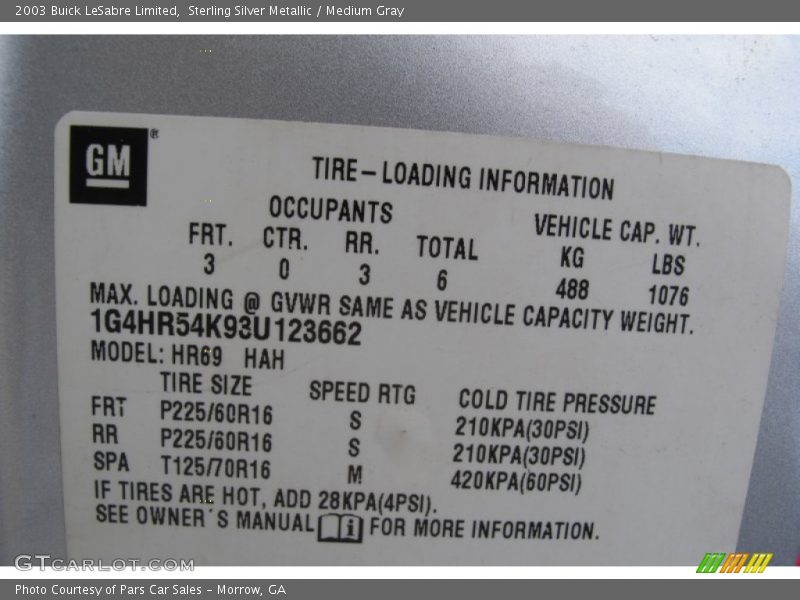 2003 Buick LeSabre Limited,  Sterling Silver Metallic / Medium Gray
GM ®
TIRE-LOADING INFORMATION
OCCUPANTS VEHICLE CAP. WT.
FRT. CTR. RR. TOTAL KG LBS
3 0 3 6 488 1076
MAX. LOADING @ GVWR SAME AS VEHICLE CAPACITY WEIGHT.
1G4HR54K93U123662
MODEL: HR69 HAH
TIRE SIZE SPEED RTG COLD TIRE PRESSURE
FRT P225/60R16 S 210KPA(30PSI)
RR P225/60R16 S 210KPA(30PSI)
SPA T125/70R16 M 420KPA(60PSI)
IF TIRES ARE HOT, ADD 28KPA(4PSI).
SEE OWNER'S MANUAL i FOR MORE INFORMATION.
GTCARLOT.COM
Photo Courtesy of Pars Car Sales - Morrow, GA